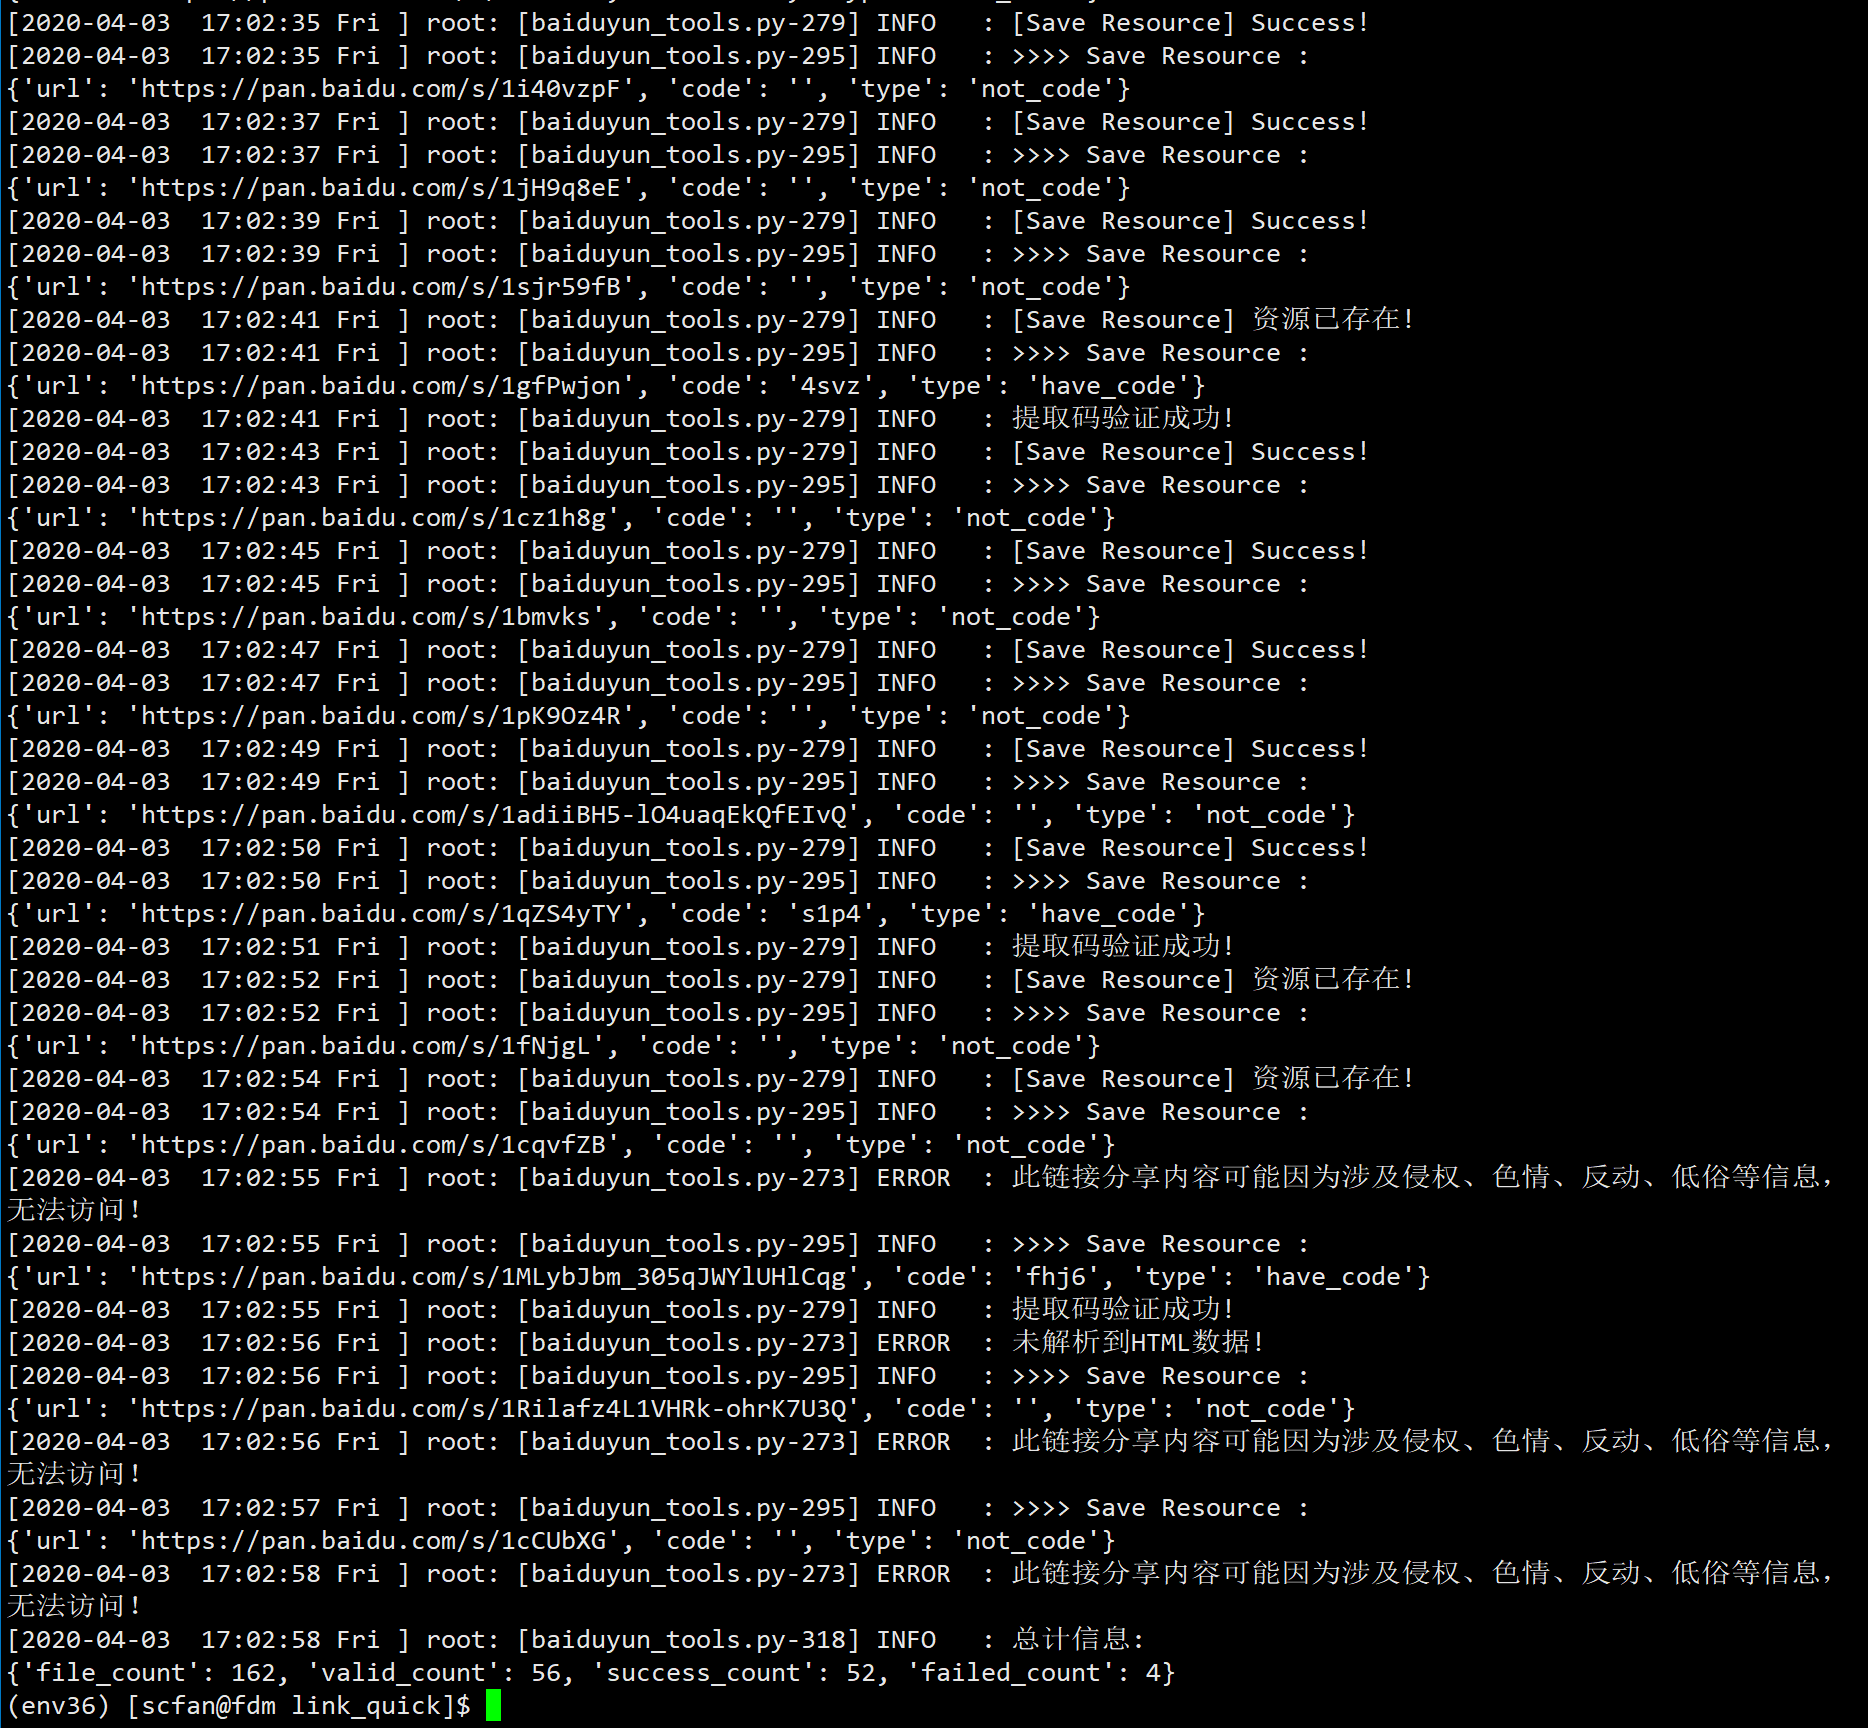 [2020-04-03  17:02:35 Fri ] root: [baiduyun_tools.py-279] INFO   : [Save Resource] Success!
[2020-04-03  17:02:35 Fri ] root: [baiduyun_tools.py-295] INFO   : >>>> Save Resource :
{'url': 'https://pan.baidu.com/s/1i40vzpF', 'code': '', 'type': 'not_code'}
[2020-04-03  17:02:37 Fri ] root: [baiduyun_tools.py-279] INFO   : [Save Resource] Success!
[2020-04-03  17:02:37 Fri ] root: [baiduyun_tools.py-295] INFO   : >>>> Save Resource :
{'url': 'https://pan.baidu.com/s/1jH9q8eE', 'code': '', 'type': 'not_code'}
[2020-04-03  17:02:39 Fri ] root: [baiduyun_tools.py-279] INFO   : [Save Resource] Success!
[2020-04-03  17:02:39 Fri ] root: [baiduyun_tools.py-295] INFO   : >>>> Save Resource :
{'url': 'https://pan.baidu.com/s/1sjr59fB', 'code': '', 'type': 'not_code'}
[2020-04-03  17:02:41 Fri ] root: [baiduyun_tools.py-279] INFO   : [Save Resource] 资源已存在!
[2020-04-03  17:02:41 Fri ] root: [baiduyun_tools.py-295] INFO   : >>>> Save Resource :
{'url': 'https://pan.baidu.com/s/1gfPwjon', 'code': '4svz', 'type': 'have_code'}
[2020-04-03  17:02:41 Fri ] root: [baiduyun_tools.py-279] INFO   : 提取码验证成功!
[2020-04-03  17:02:43 Fri ] root: [baiduyun_tools.py-279] INFO   : [Save Resource] Success!
[2020-04-03  17:02:43 Fri ] root: [baiduyun_tools.py-295] INFO   : >>>> Save Resource :
{'url': 'https://pan.baidu.com/s/1cz1h8g', 'code': '', 'type': 'not_code'}
[2020-04-03  17:02:45 Fri ] root: [baiduyun_tools.py-279] INFO   : [Save Resource] Success!
[2020-04-03  17:02:45 Fri ] root: [baiduyun_tools.py-295] INFO   : >>>> Save Resource :
{'url': 'https://pan.baidu.com/s/1bmvks', 'code': '', 'type': 'not_code'}
[2020-04-03  17:02:47 Fri ] root: [baiduyun_tools.py-279] INFO   : [Save Resource] Success!
[2020-04-03  17:02:47 Fri ] root: [baiduyun_tools.py-295] INFO   : >>>> Save Resource :
{'url': 'https://pan.baidu.com/s/1pK9Oz4R', 'code': '', 'type': 'not_code'}
[2020-04-03  17:02:49 Fri ] root: [baiduyun_tools.py-279] INFO   : [Save Resource] Success!
[2020-04-03  17:02:49 Fri ] root: [baiduyun_tools.py-295] INFO   : >>>> Save Resource :
{'url': 'https://pan.baidu.com/s/1adiiBH5-lO4uaqEkQfEIvQ', 'code': '', 'type': 'not_code'}
[2020-04-03  17:02:50 Fri ] root: [baiduyun_tools.py-279] INFO   : [Save Resource] Success!
[2020-04-03  17:02:50 Fri ] root: [baiduyun_tools.py-295] INFO   : >>>> Save Resource :
{'url': 'https://pan.baidu.com/s/1qZS4yTY', 'code': 's1p4', 'type': 'have_code'}
[2020-04-03  17:02:51 Fri ] root: [baiduyun_tools.py-279] INFO   : 提取码验证成功!
[2020-04-03  17:02:52 Fri ] root: [baiduyun_tools.py-279] INFO   : [Save Resource] 资源已存在!
[2020-04-03  17:02:52 Fri ] root: [baiduyun_tools.py-295] INFO   : >>>> Save Resource :
{'url': 'https://pan.baidu.com/s/1fNjgL', 'code': '', 'type': 'not_code'}
[2020-04-03  17:02:54 Fri ] root: [baiduyun_tools.py-279] INFO   : [Save Resource] 资源已存在!
[2020-04-03  17:02:54 Fri ] root: [baiduyun_tools.py-295] INFO   : >>>> Save Resource :
{'url': 'https://pan.baidu.com/s/1cqvfZB', 'code': '', 'type': 'not_code'}
[2020-04-03  17:02:55 Fri ] root: [baiduyun_tools.py-273] ERROR  : 此链接分享内容可能因为涉及侵权、色情、反动、低俗等信息，
无法访问!
[2020-04-03  17:02:55 Fri ] root: [baiduyun_tools.py-295] INFO   : >>>> Save Resource :
{'url': 'https://pan.baidu.com/s/1MLybJbm_305qJWYlUHlCqg', 'code': 'fhj6', 'type': 'have_code'}
[2020-04-03  17:02:55 Fri ] root: [baiduyun_tools.py-279] INFO   : 提取码验证成功!
[2020-04-03  17:02:56 Fri ] root: [baiduyun_tools.py-273] ERROR  : 未解析到HTML数据!
[2020-04-03  17:02:56 Fri ] root: [baiduyun_tools.py-295] INFO   : >>>> Save Resource :
{'url': 'https://pan.baidu.com/s/1Rilafz4L1VHRk-ohrK7U3Q', 'code': '', 'type': 'not_code'}
[2020-04-03  17:02:56 Fri ] root: [baiduyun_tools.py-273] ERROR  : 此链接分享内容可能因为涉及侵权、色情、反动、低俗等信息，
无法访问!
[2020-04-03  17:02:57 Fri ] root: [baiduyun_tools.py-295] INFO   : >>>> Save Resource :
{'url': 'https://pan.baidu.com/s/1cCUbXG', 'code': '', 'type': 'not_code'}
[2020-04-03  17:02:58 Fri ] root: [baiduyun_tools.py-273] ERROR  : 此链接分享内容可能因为涉及侵权、色情、反动、低俗等信息，
无法访问!
[2020-04-03  17:02:58 Fri ] root: [baiduyun_tools.py-318] INFO   : 总计信息:
{'file_count': 162, 'valid_count': 56, 'success_count': 52, 'failed_count': 4}
(env36) [scfan@fdm link_quick]$